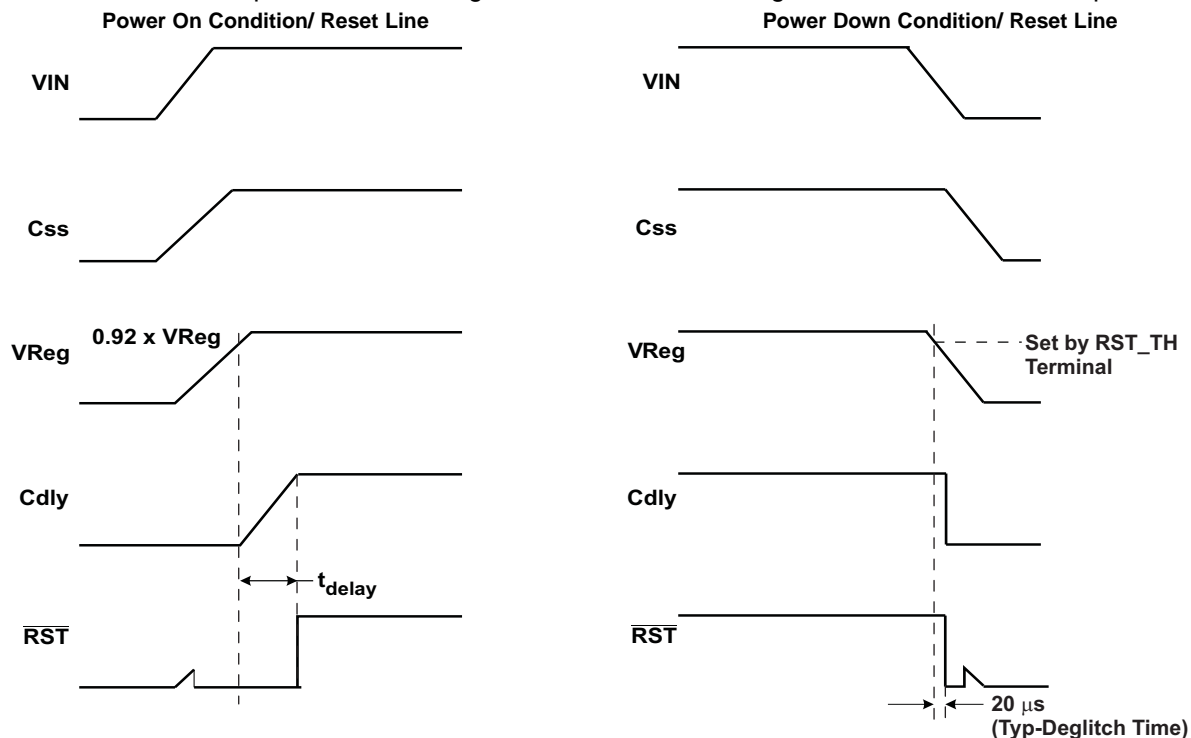 Power On Condition/ Reset Line
VIN
Css
0.92 x VReg
VReg
Cdly
tdelay
RST
Power Down Condition/ Reset Line
VIN
Css
VReg
Set by RST_TH
Terminal
Cdly
RST
20 μs
(Typ-Deglitch Time)